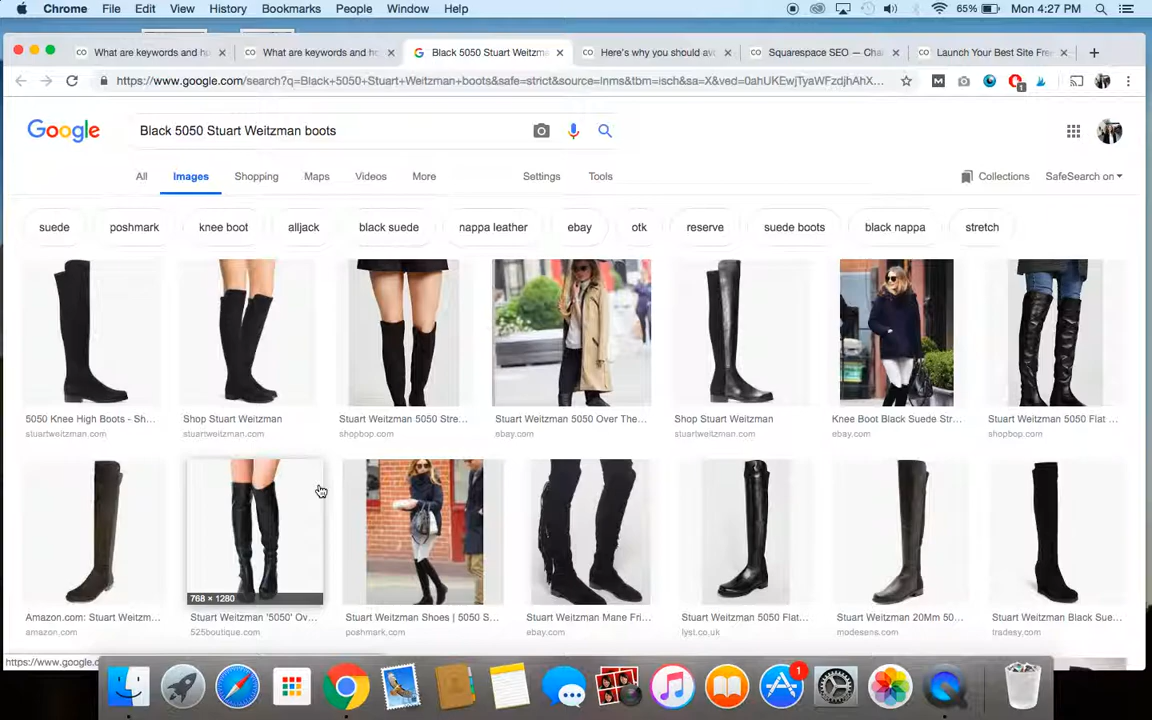 Chrome File Edit View History Bookmarks People Window Help 65% Mon 4:27 PM
What are keywords and ho
What are keywords and ho
Black 5050 Stuart Weitzma
Here's why you should avo
Squarespace SEO — Cha
Launch Your Best Site Fre
https://www.google.com/search?q=Black+5050+Stuart+Weitzman+boots&safe=strict&source=lnms&tbm=isch&sa=X&ved=0ahUKEwjTyaWFzdjhAhX...
M
1
Google
Black 5050 Stuart Weitzman boots
All Images Shopping Maps Videos More Settings Tools Collections SafeSearch on
suede poshmark knee boot alljack black suede nappa leather ebay otk reserve suede boots black nappa stretch
5050 Knee High Boots - Sh...
stuartweitzman.com
Shop Stuart Weitzman
stuartweitzman.com
Stuart Weitzman 5050 Stre...
shopbop.com
Stuart Weitzman 5050 Over The...
ebay.com
Shop Stuart Weitzman
stuartweitzman.com
Knee Boot Black Suede Str...
ebay.com
Stuart Weitzman 5050 Flat ...
shopbop.com
768 × 1280
Amazon.com: Stuart Weitzm...
amazon.com
Stuart Weitzman '5050' Ov...
525boutique.com
Stuart Weitzman Shoes | 5050 S...
poshmark.com
Stuart Weitzman Mane Fri...
ebay.com
Stuart Weitzman 5050 Flat...
lyst.co.uk
Stuart Weitzman 20Mm 50...
modesens.com
Stuart Weitzman Black Sue...
tradesy.com
https://www.google.c
1